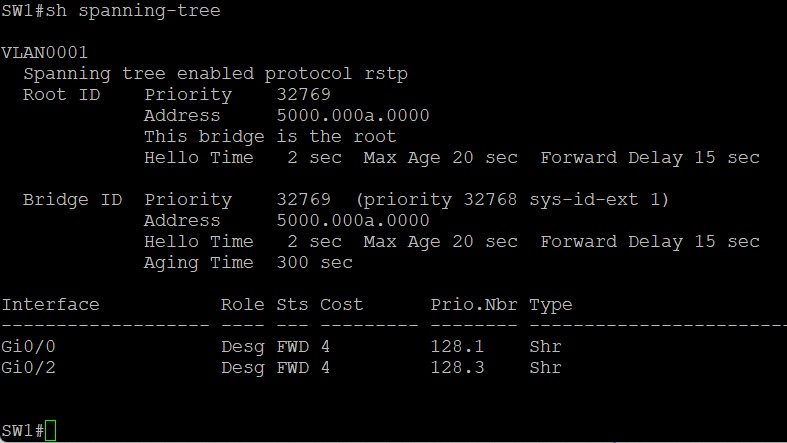 SW1#sh spanning-tree
VLAN0001
  Spanning tree enabled protocol rstp
  Root ID    Priority    32769
             Address     5000.000a.0000
             This bridge is the root
             Hello Time   2 sec  Max Age 20 sec  Forward Delay 15 sec
  Bridge ID  Priority    32769  (priority 32768 sys-id-ext 1)
             Address     5000.000a.0000
             Hello Time   2 sec  Max Age 20 sec  Forward Delay 15 sec
             Aging Time  300 sec
Interface           Role Sts Cost      Prio.Nbr Type
------------------- ---- --- --------- -------- ------------------------
Gi0/0               Desg FWD 4         128.1    Shr
Gi0/2               Desg FWD 4         128.3    Shr
SW1#